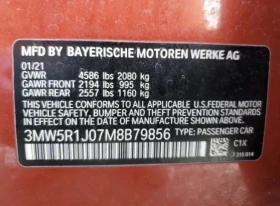 MFD BY BAYERISCHE MOTOREN WERKE AG
01/21
GVWR 4586 lbs 2080 kg
GAWR FRONT 2194 lbs 995 kg
GAWR REAR 2557 lbs 1160 kg
THIS VEHICLE CONFORMS TO ALL APPLICABLE U.S. FEDERAL MOTOR
VEHICLE SAFETY, BUMPER, AND THEFT PREVENTION STANDARDS IN
EFFECT ON THE DATE OF MANUFACTURE SHOWN ABOVE.
3MW5R1J07M8B79856 TYPE: PASSENGER CAR
C1X